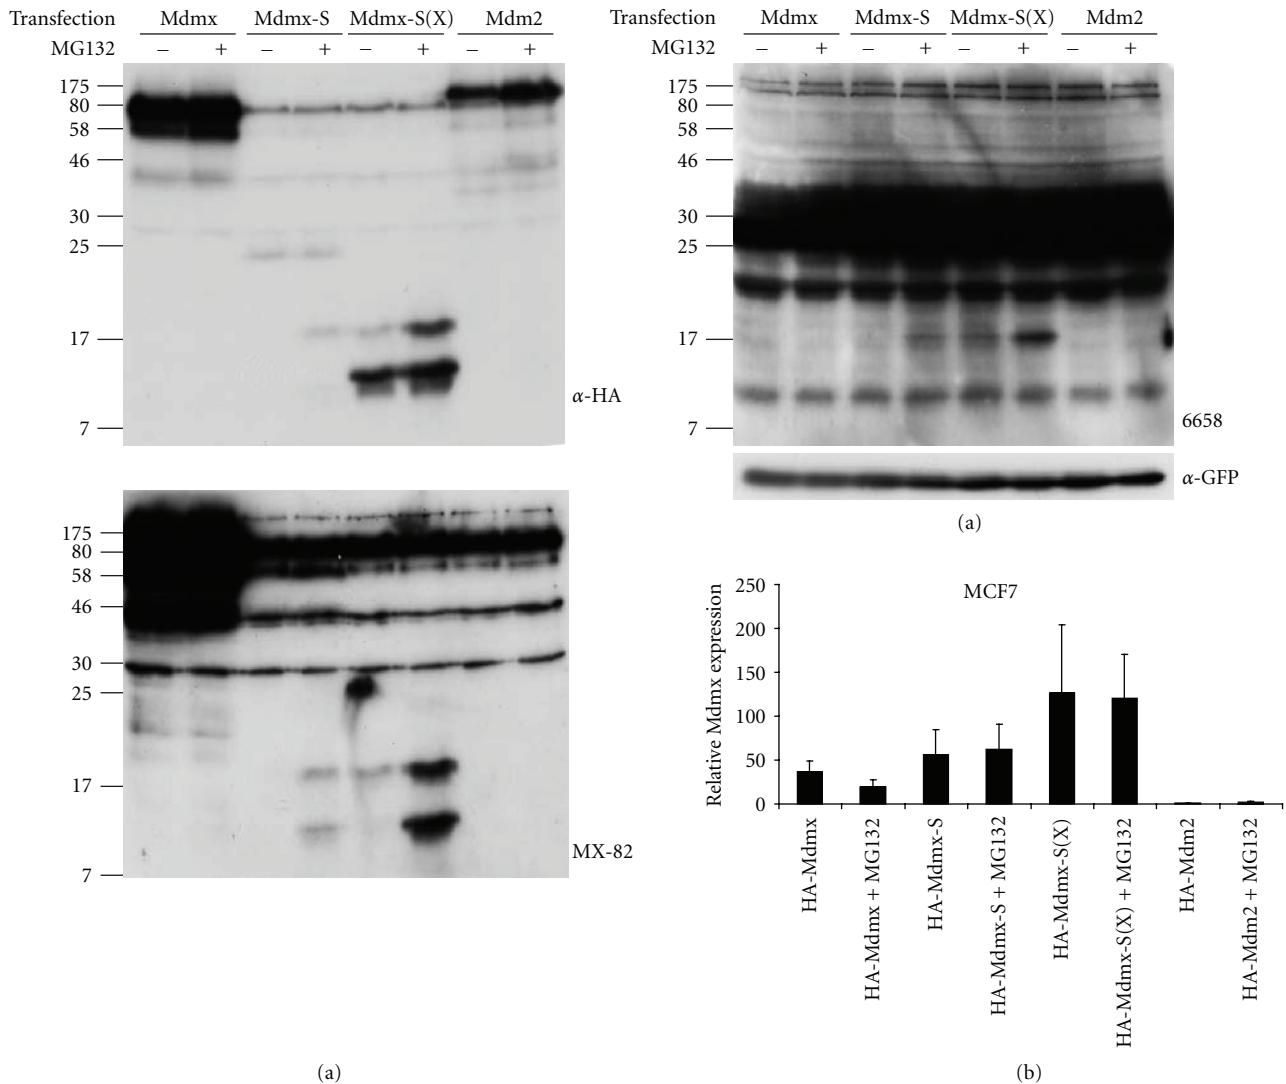 Transfection Mdmx Mdmx-S Mdmx-S(X) Mdm2
MG132 − + − + − + − +
175
80
58
46
30
25
17
7
α-HA
175
80
58
46
30
25
17
7
MX-82
(a)
Transfection Mdmx Mdmx-S Mdmx-S(X) Mdm2
MG132 − + − + − + − +
175
80
58
46
30
25
17
7
6658
α-GFP
(a)
MCF7
Relative Mdmx expression
250
200
150
100
50
0
HA-Mdmx
HA-Mdmx + MG132
HA-Mdmx-S
HA-Mdmx-S + MG132
HA-Mdmx-S(X)
HA-Mdmx-S(X) + MG132
HA-Mdm2
HA-Mdm2 + MG132
(b)